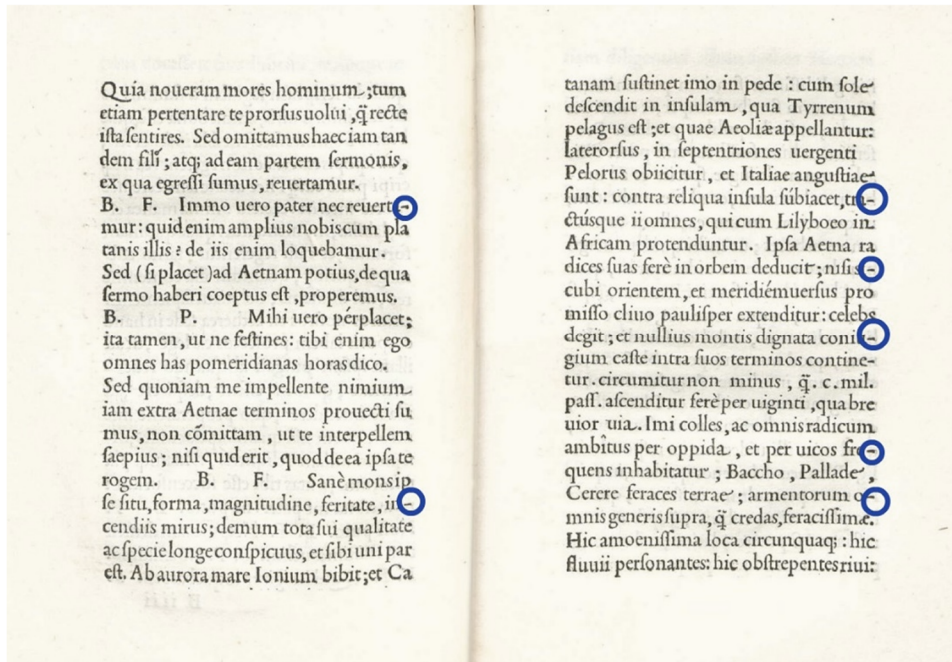 Quia noueram mores hominum; tum
etiam pertentare te prorsus uolui, q̃ recte
ista sentires. Sed omittamus haec iam tan
dem fili; atq; ad eam partem sermonis,
ex qua egressi sumus, reuertamur.
B. F. Immo uero pater nec reuerta-
mur: quid enim amplius nobiscum pla
tanis illis? de iis enim loquebamur.
Sed (si placet) ad Aetnam potius, de qua
sermo haberi coeptus est, properemus.
B. P. Mihi uero pérplacet;
ita tamen, ut ne festines: tibi enim ego
omnes has pomeridianas horas dico.
Sed quoniam me impellente nimium
iam extra Aetnae terminos prouecti su
mus, non cõmittam, ut te interpellem
saepius; nisi quid erit, quod de ea ipsa te
rogem. B. F. Sanè mons ip
se situ, forma, magnitudine, feritate, in-
cendiis mirus; demum tota sui qualitate
ac specie longe conspicuus, et sibi uni par
est. Ab aurora mare Ionium bibit; et Ca
tanam sustinet imo in pede: cum sole
descendit in insulam, qua Tyrrenum
pelagus est; et quae Aeoliæ appellantur:
laterorsus, in septentriones uergenti
Pelorus obiicitur, et Italiae angustiae
sunt: contra reliqua insula súbiacet, tra-
ctúsque ii omnes, qui cum Lilyboeo in
Africam protenduntur. Ipsa Aetna ra
dices suas ferè in orbem deducit; nisi s-
cubi orientem, et meridiémuersus pro
misso cliuo paulisper extenditur: celebs
degit; et nullius montis dignata coniu-
gium caste intra suos terminos contine-
tur. circumitur non minus, q̃. c. mil.
pass. ascenditur ferè per uiginti, qua bre
uior uia. Imi colles, ac omnis radicum
ambîtus per oppida, et per uicos fre-
quens inhabitatur; Baccho, Pallade,
Cerere feraces terrae; armentorum o-
mnis generis supra, q̃ credas, feracissimæ.
Hic amoenissima loca circunquaq;: hic
fluuii personantes: hic obstrepentes riui: